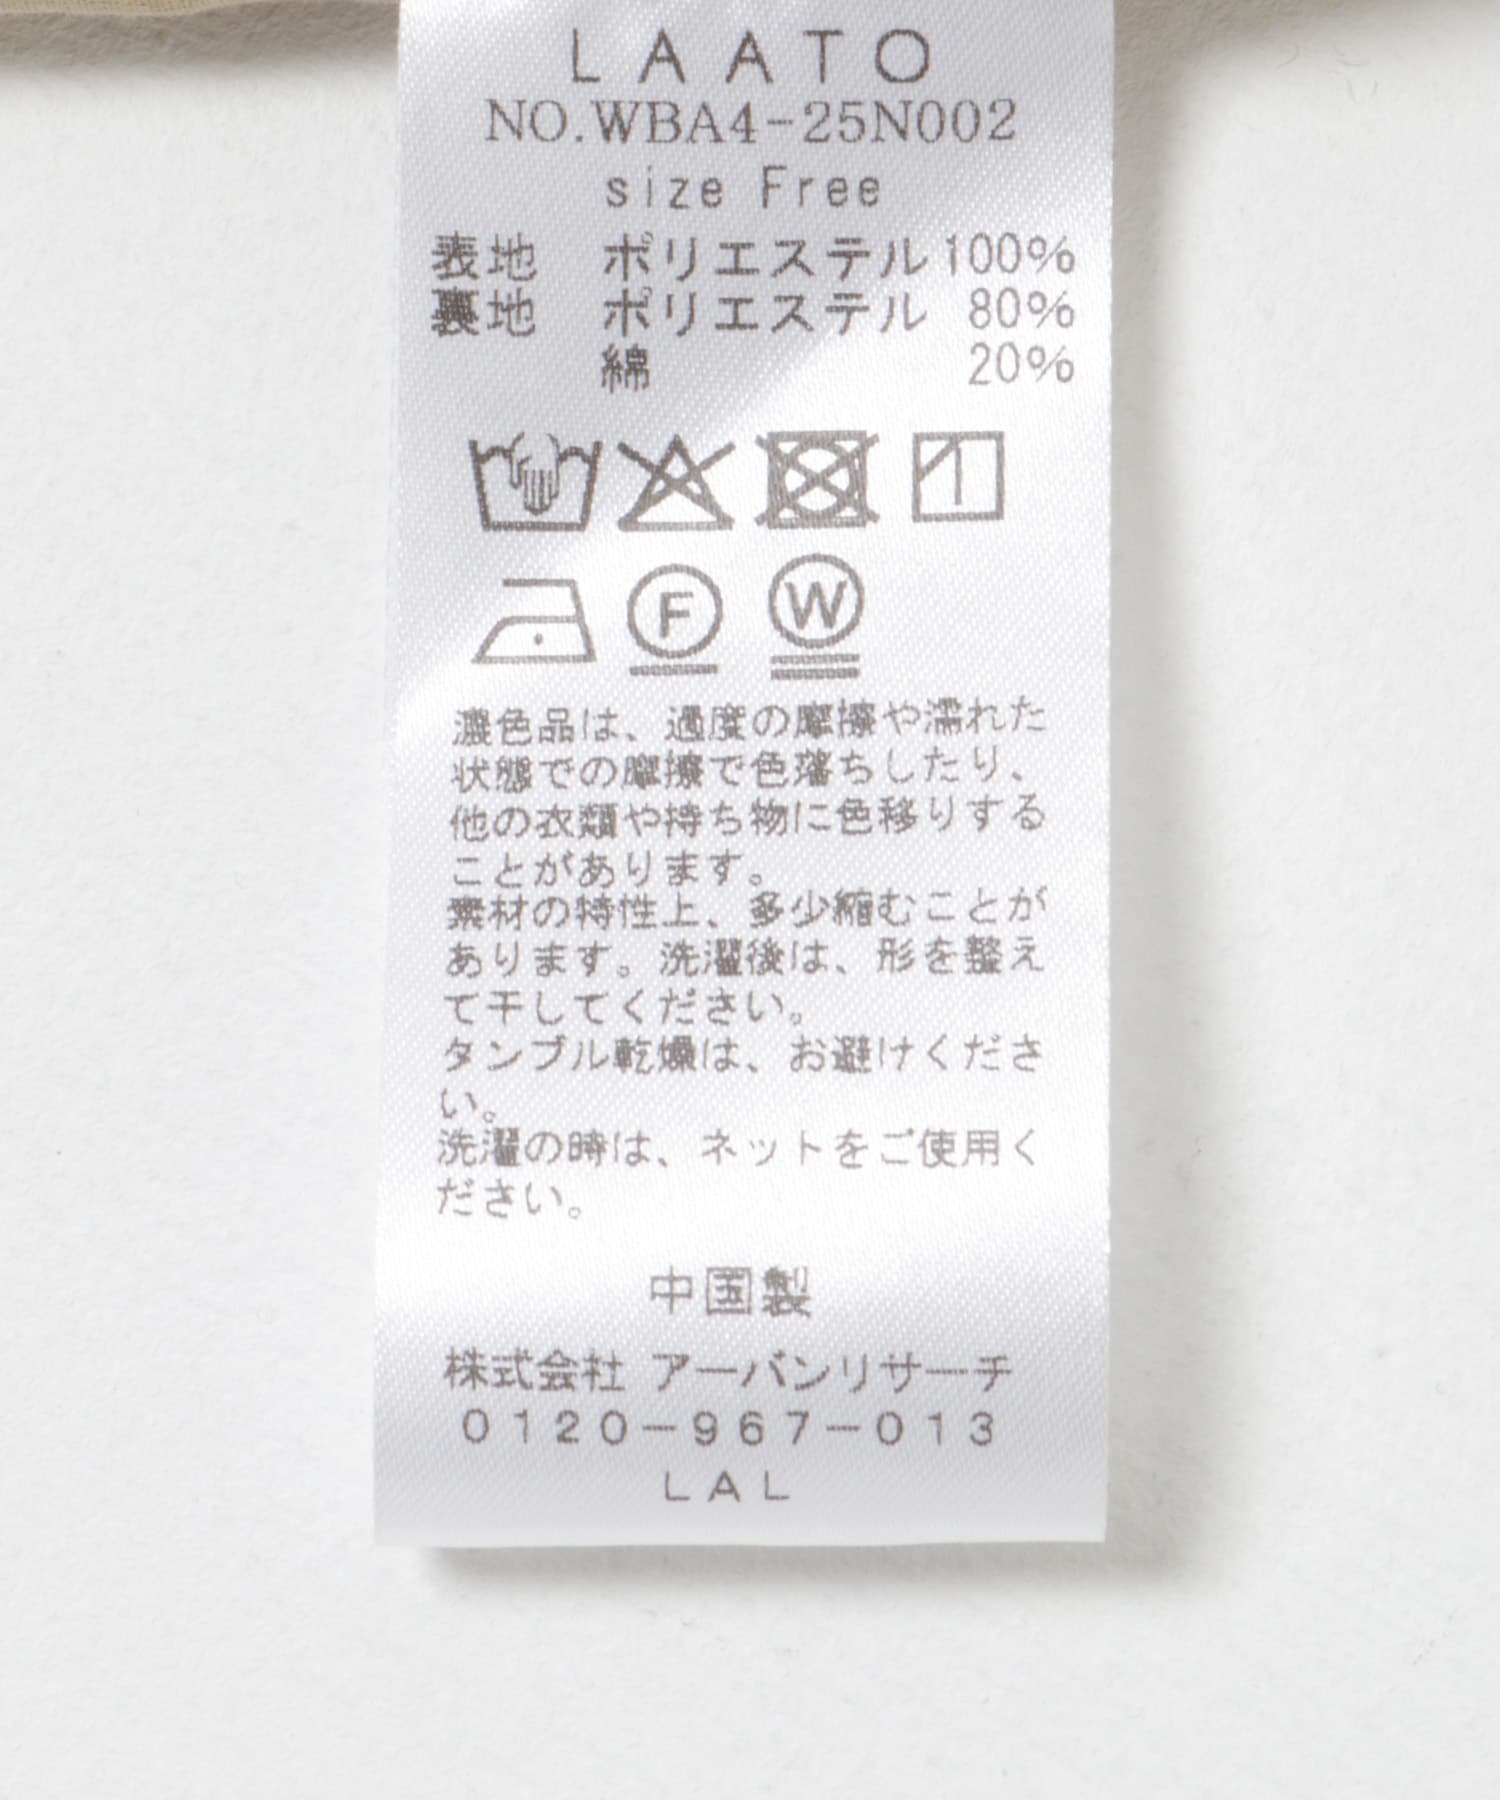 LAATO
NO.WBA4-25N002
size Free
表地 ポリエステル 100%
裏地 ポリエステル 80%
綿 20%
F
W
濃色品は、過度の摩擦や濡れた
状態での摩擦で色落ちしたり、
他の衣類や持ち物に色移りする
ことがあります。
素材の特性上、多少縮むことが
あります。洗濯後は、形を整え
て干してください。
タンブル乾燥は、お避けくださ
い。
洗濯の時は、ネットをご使用く
ださい。
中国製
株式会社 アーバンリサーチ
0120-967-013
LAL